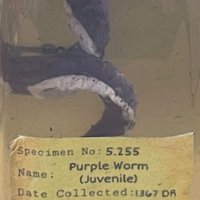 Specimen No: 5.255
Name: Purple Worm
(Juvenile)
Date Collected: 1367 DR